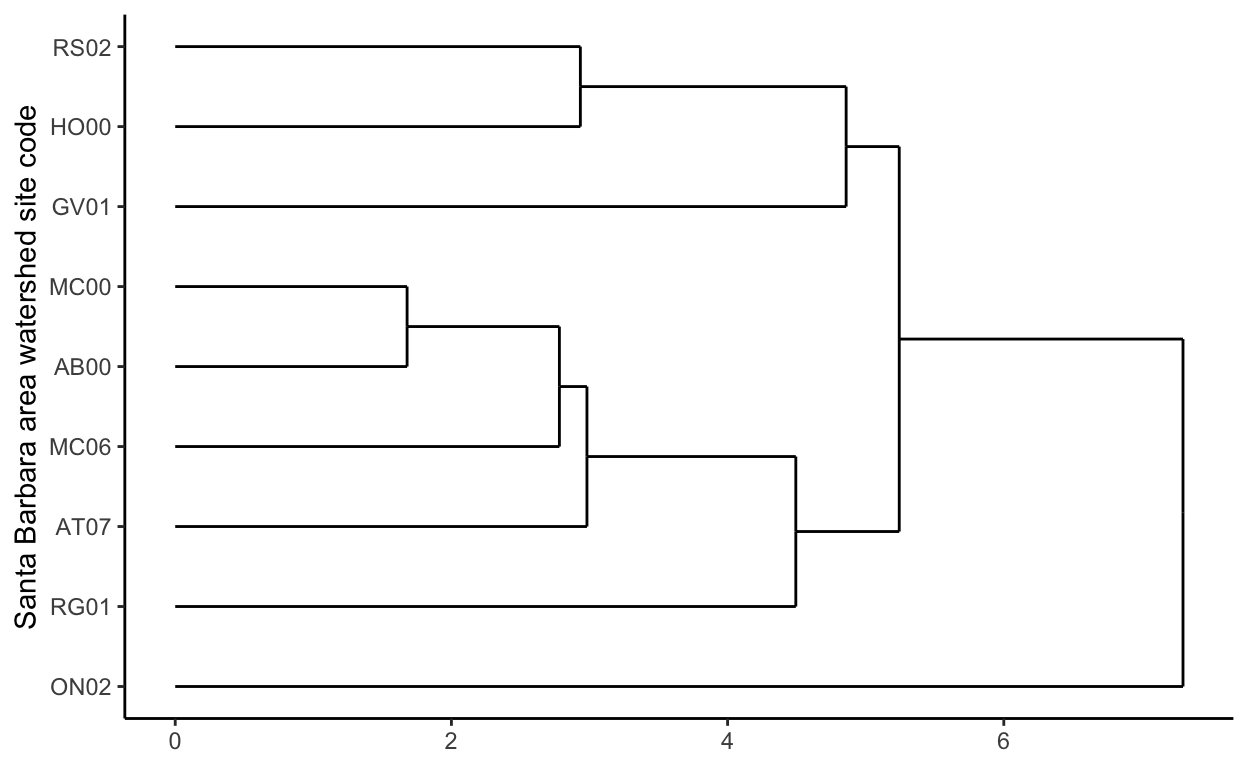 Santa Barbara area watershed site code
RS02
HO00
GV01
MC00
AB00
MC06
AT07
RG01
ON02
0 2 4 6